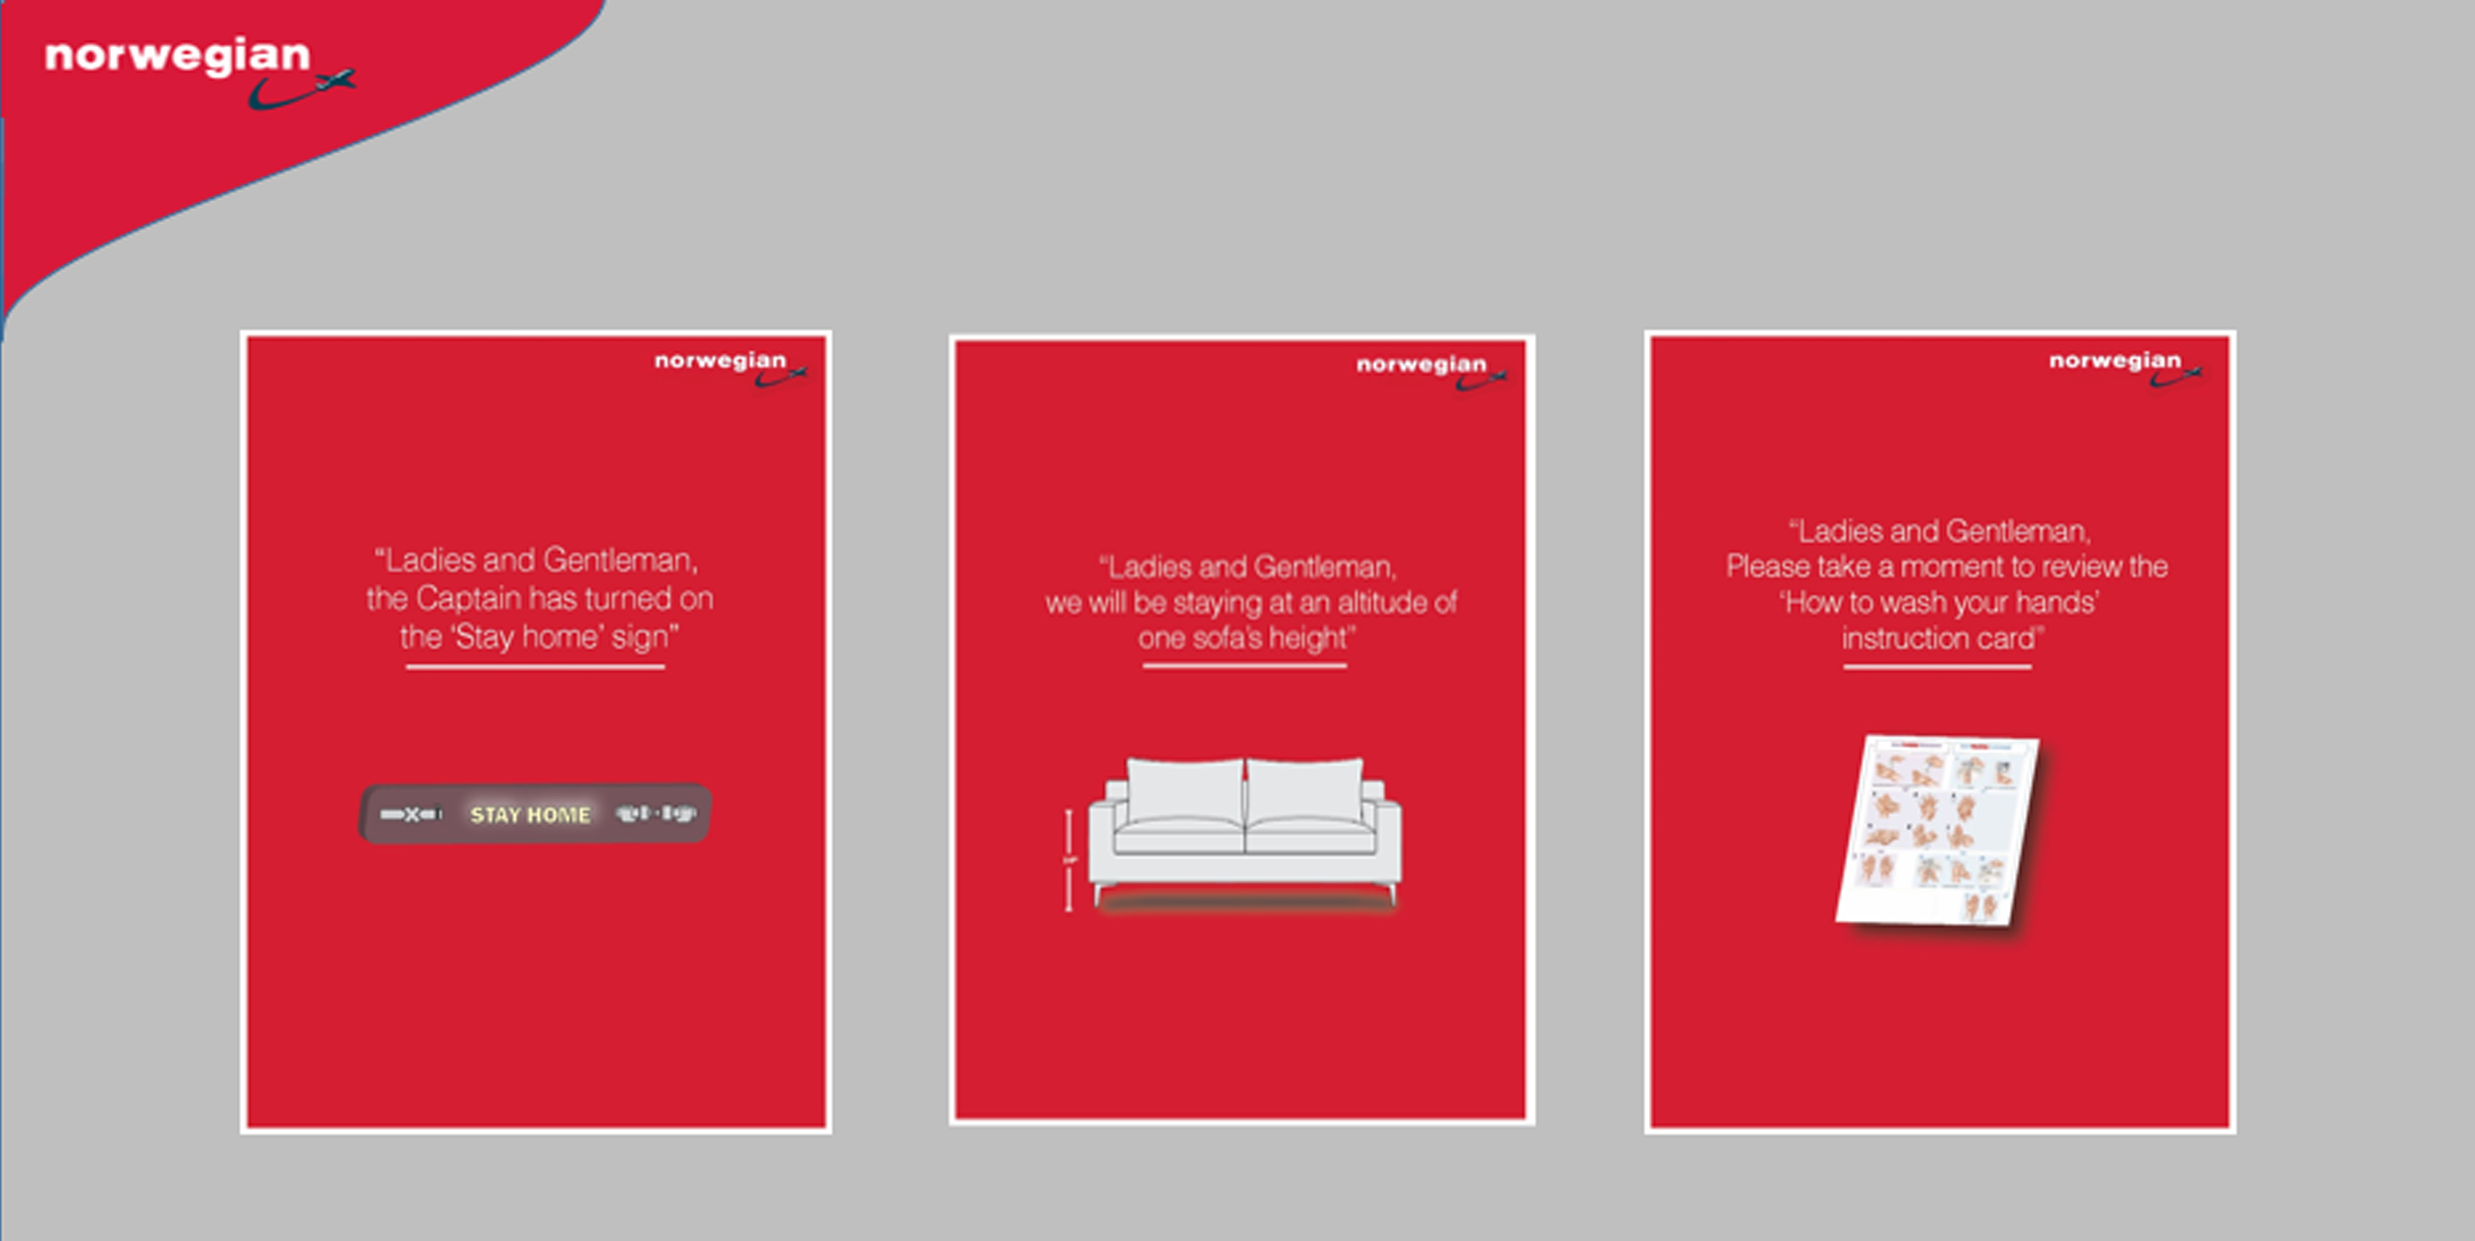 norwegian
norwegian
“Ladies and Gentleman,
the Captain has turned on
the ‘Stay home’ sign”
STAY HOME
norwegian
“Ladies and Gentleman,
we will be staying at an altitude of
one sofa's height”
norwegian
“Ladies and Gentleman,
Please take a moment to review the
‘How to wash your hands’
instruction card”